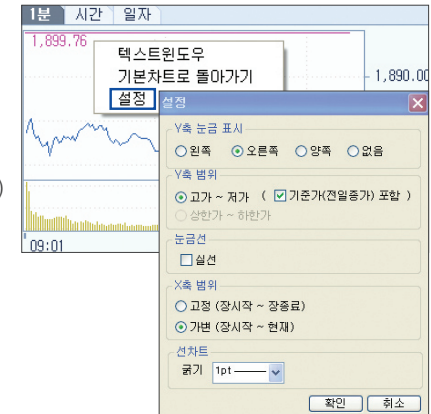 1분 시간 일자
1,899.76
텍스트윈도우
기본차트로 돌아가기
설정
1,890.00
설정
Y축 눈금 표시
왼쪽 오른쪽 양쪽 없음
Y축 범위
고가 ~ 저가 ( 기준가(전일종가) 포함 )
상한가 ~ 하한가
눈금선
실선
X축 범위
고정 (장시작 ~ 장종료)
가변 (장시작 ~ 현재)
선차트
굵기 1pt
확인 취소
09:01
)